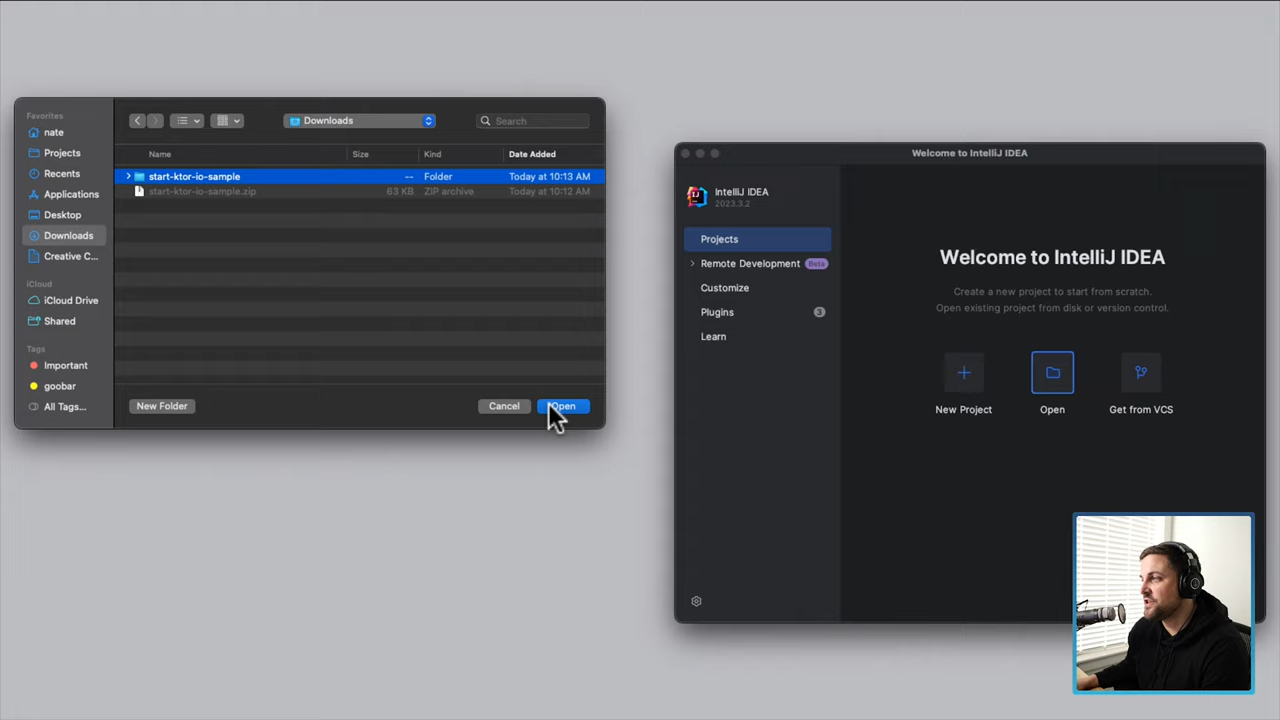 Favorites
nate
Projects
Recents
Applications
Desktop
Downloads
Creative C...
iCloud
iCloud Drive
Shared
Tags
Important
goobar
All Tags...
Downloads
Search
Name Size Kind Date Added
start-ktor-io-sample -- Folder Today at 10:13 AM
start-ktor-io-sample.zip 63 KB ZIP archive Today at 10:12 AM
New Folder Cancel Open
Welcome to IntelliJ IDEA
IJ
IntelliJ IDEA
2023.3.2
Projects
Remote Development Beta
Customize
Plugins 3
Learn
Welcome to IntelliJ IDEA
Create a new project to start from scratch.
Open existing project from disk or version control.
New Project Open Get from VCS